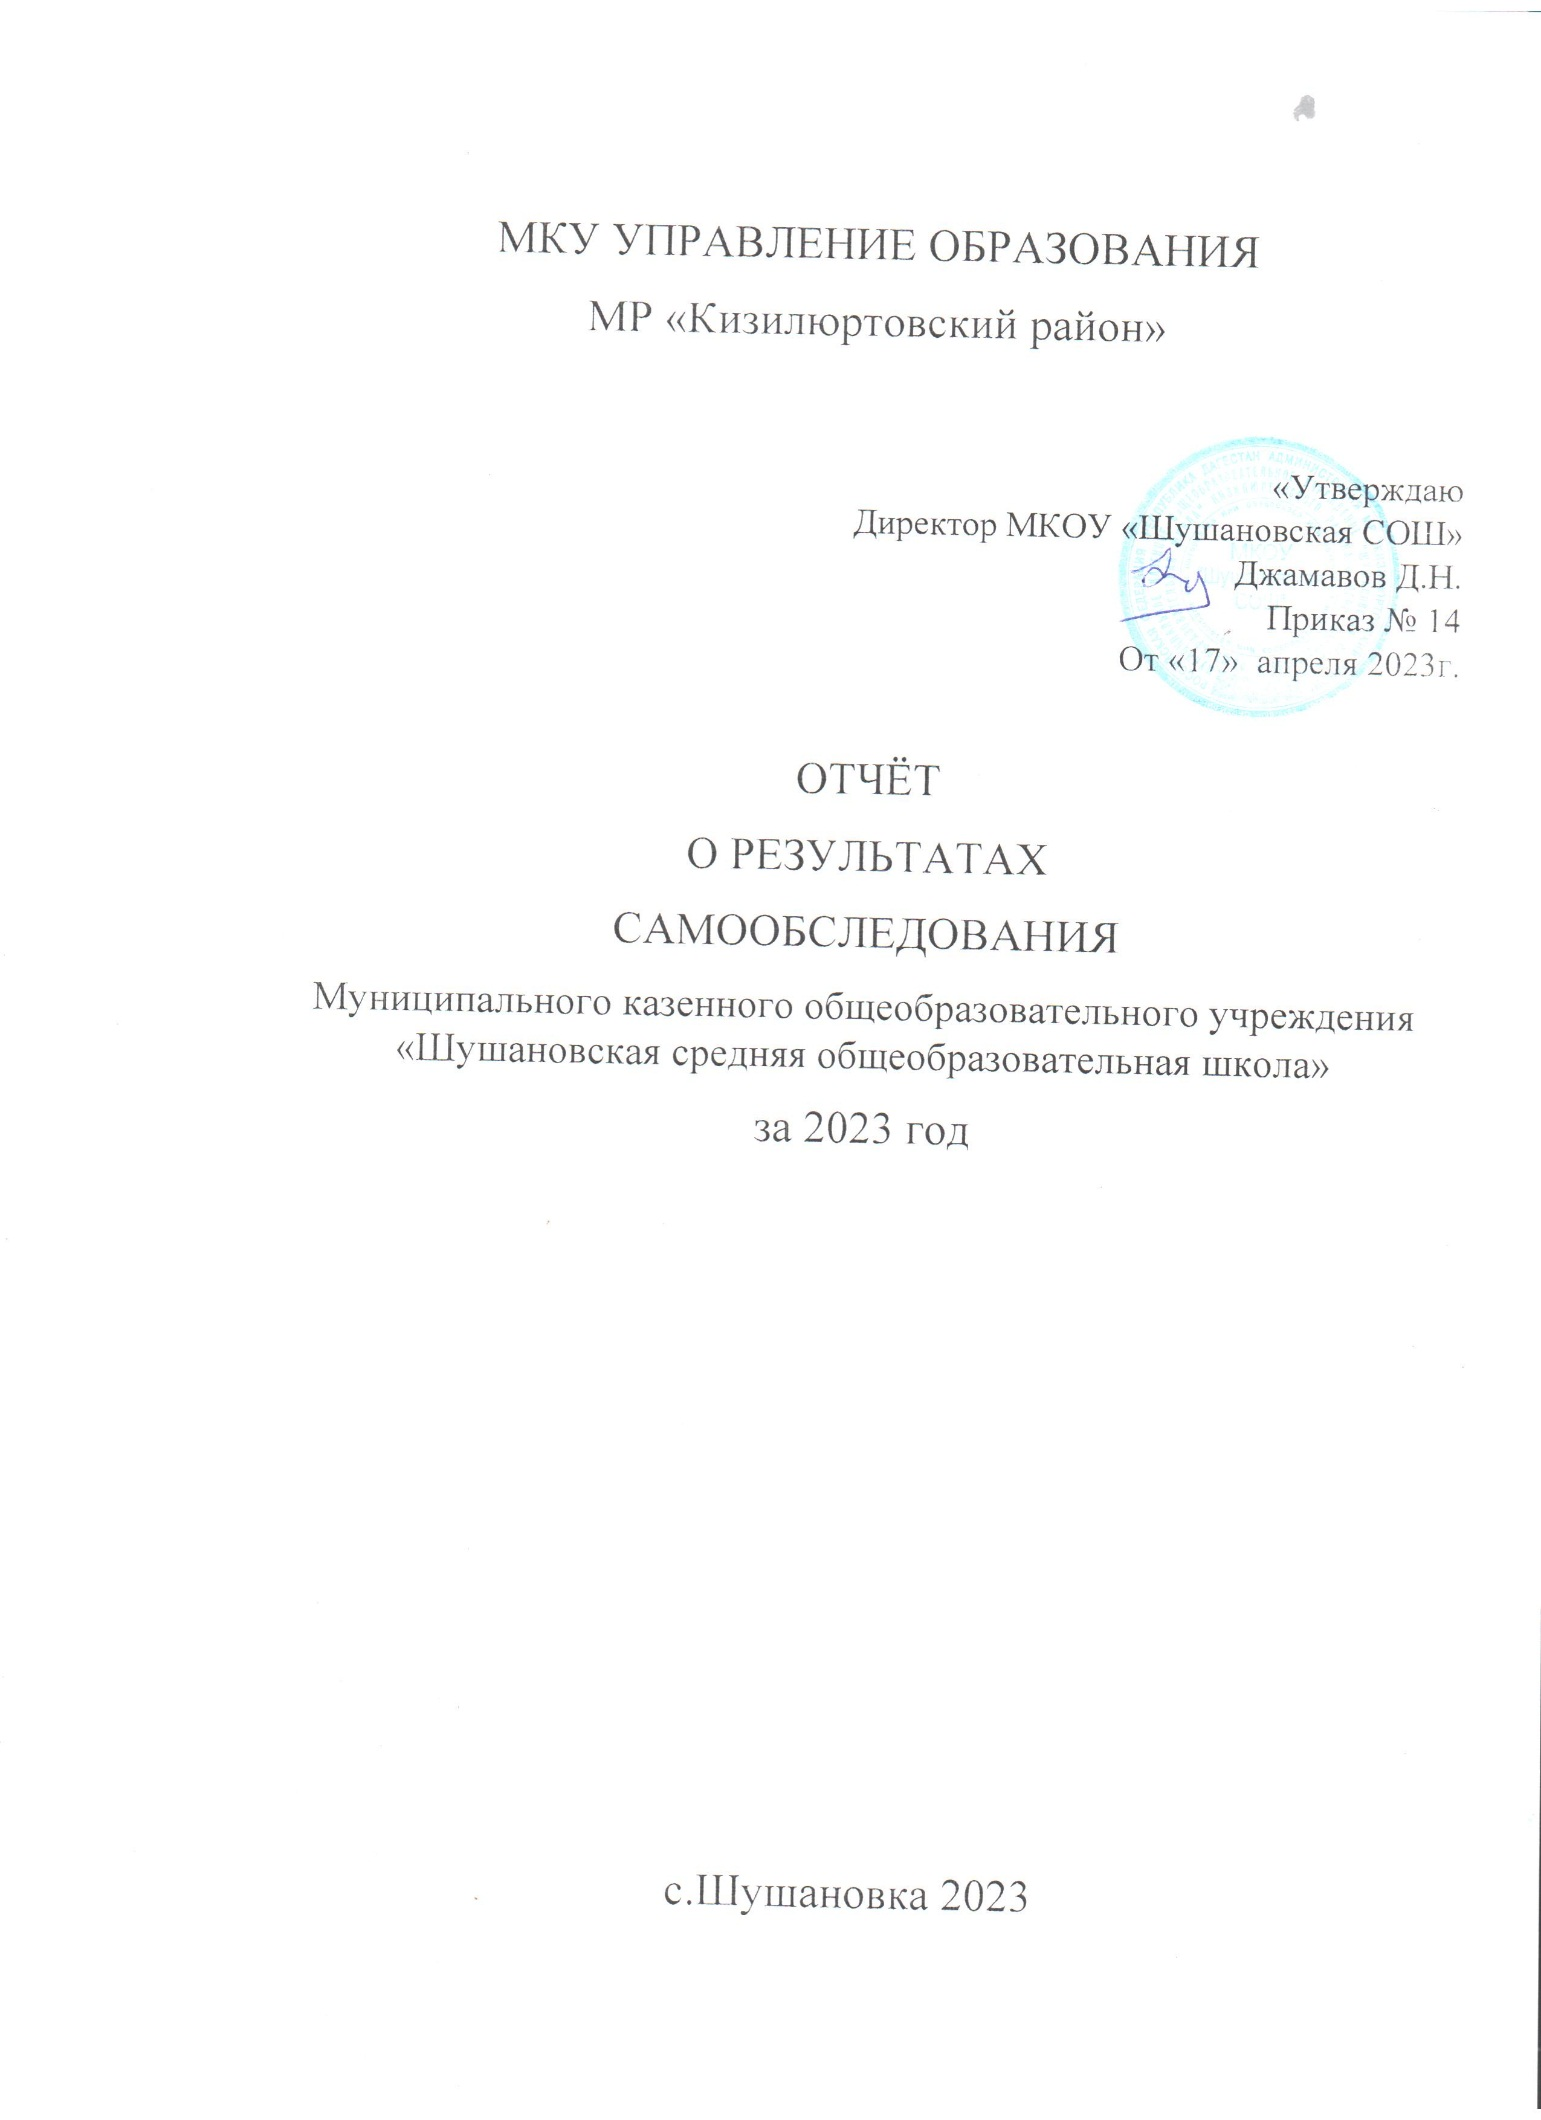 МКУ УПРАВЛЕНИЕ ОБРАЗОВАНИЯ
МР «Кизилюртовский район»
«Утверждаю
Директор МКОУ «Шушановская СОШ»
Джамавов Д.Н.
Приказ № 14
От «17» апреля 2023г.
ОТЧЁТ
О РЕЗУЛЬТАТАХ
САМООБСЛЕДОВАНИЯ
Муниципального казенного общеобразовательного учреждения
«Шушановская средняя общеобразовательная школа»
за 2023 год
с.Шушановка 2023